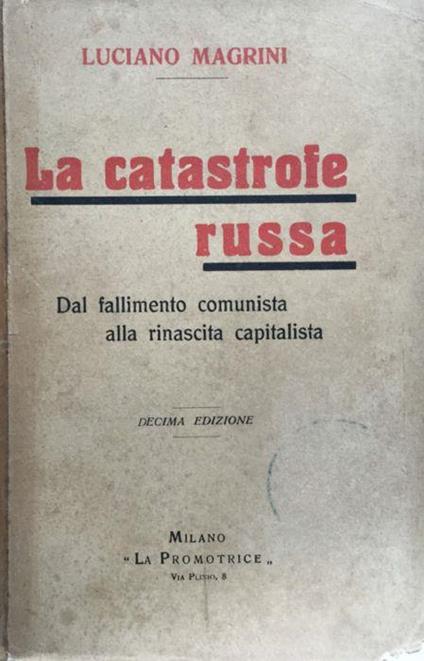 LUCIANO MAGRINI
La catastrofe
russa
Dal fallimento comunista
alla rinascita capitalista
DECIMA EDIZIONE
MILANO
“ LA PROMOTRICE „
VIA PLINIO, 8